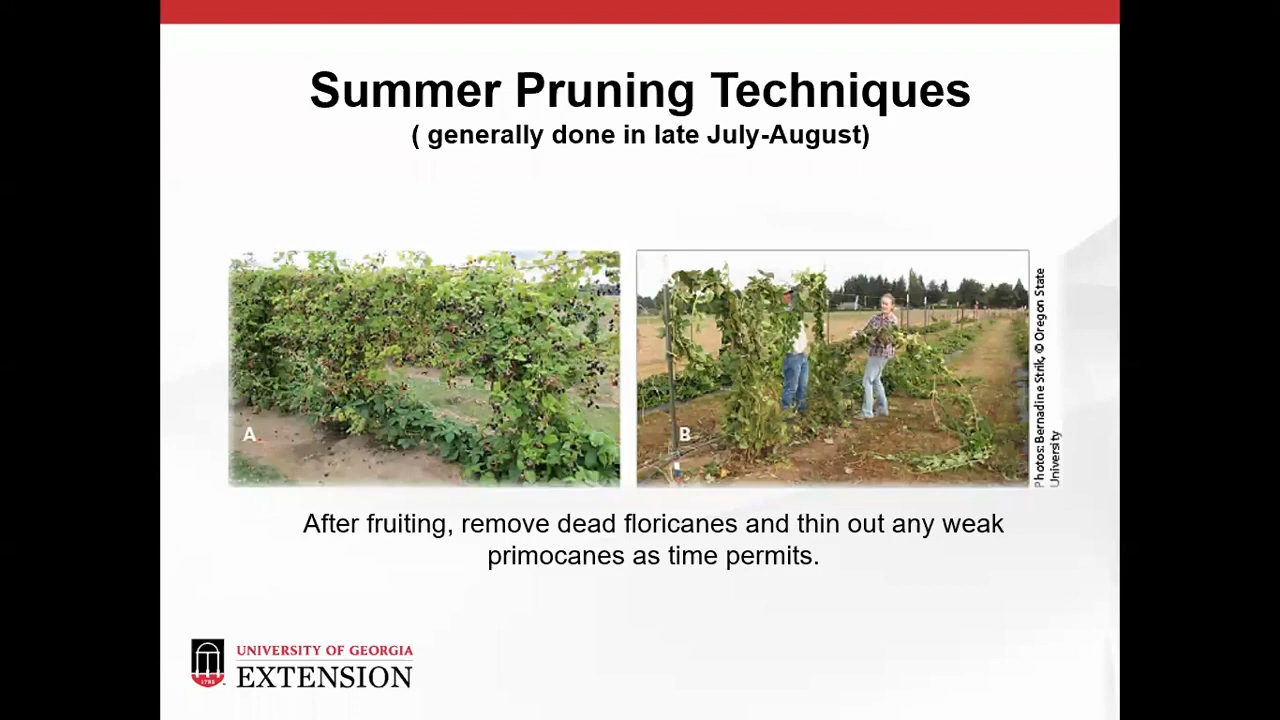 Summer Pruning Techniques
( generally done in late July-August)
A
B
Photos: Bernadine Strik, © Oregon State
University
After fruiting, remove dead floricanes and thin out any weak
primocanes as time permits.
1785
UNIVERSITY OF GEORGIA
EXTENSION